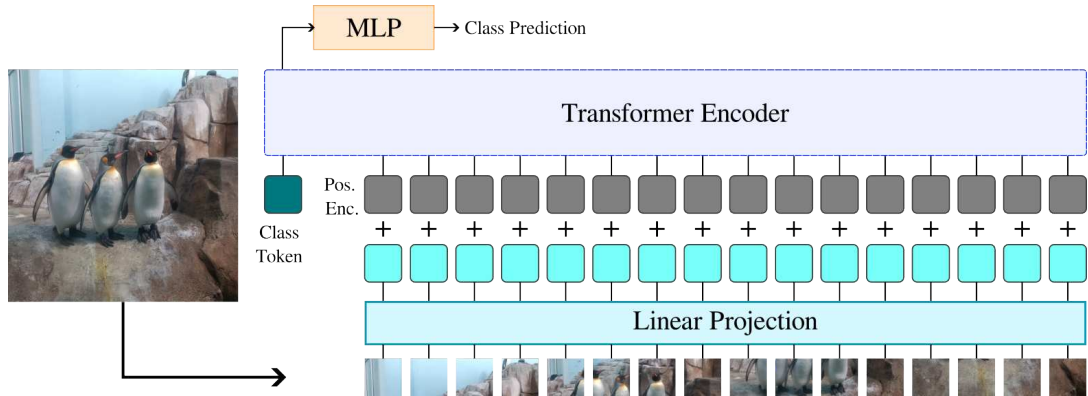 MLP
Class Prediction
Transformer Encoder
Pos.
Enc.
Class
Token
+ + + + + + + + + + + + + + + +
Linear Projection